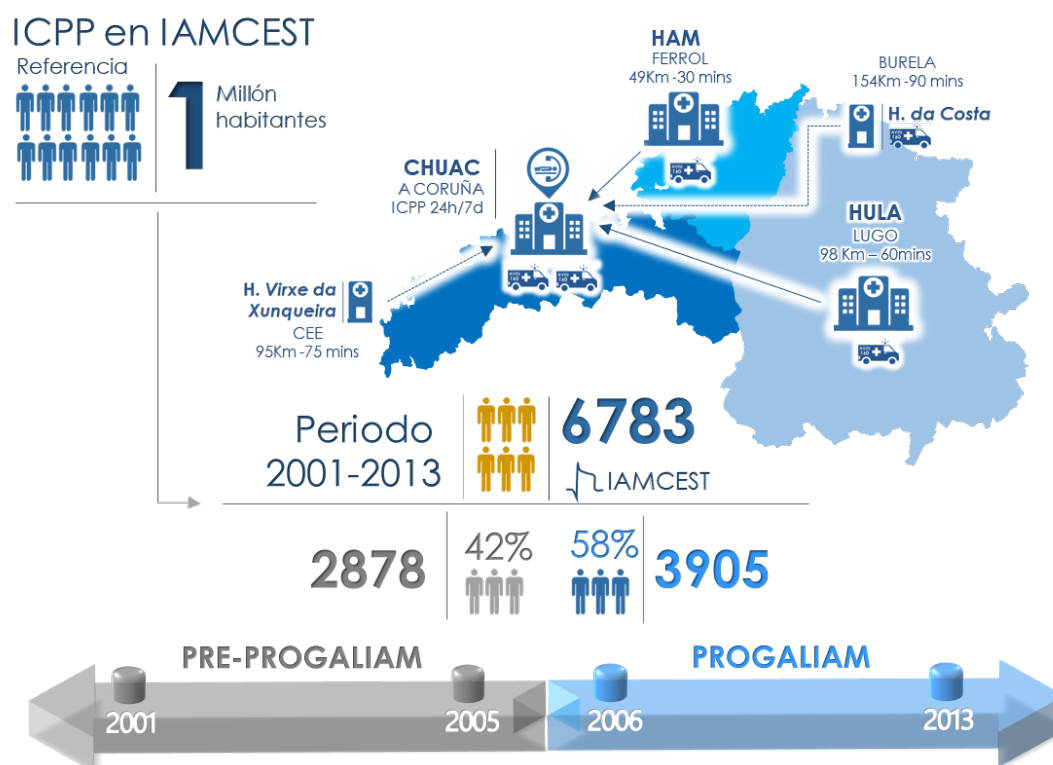 ICPP en IAMCEST
Referencia
1 Millón
habitantes
HAM
FERROL
49Km -30 mins
BURELA
154Km -90 mins
H. da Costa
CHUAC
A CORUÑA
ICPP 24h/7d
HULA
LUGO
98 Km – 60mins
H. Virxe da
Xunqueira
CEE
95Km -75 mins
Periodo
2001-2013
6783
IAMCEST
2878
42%
58%
3905
PRE-PROGALIAM
PROGALIAM
2001
2005
2006
2013